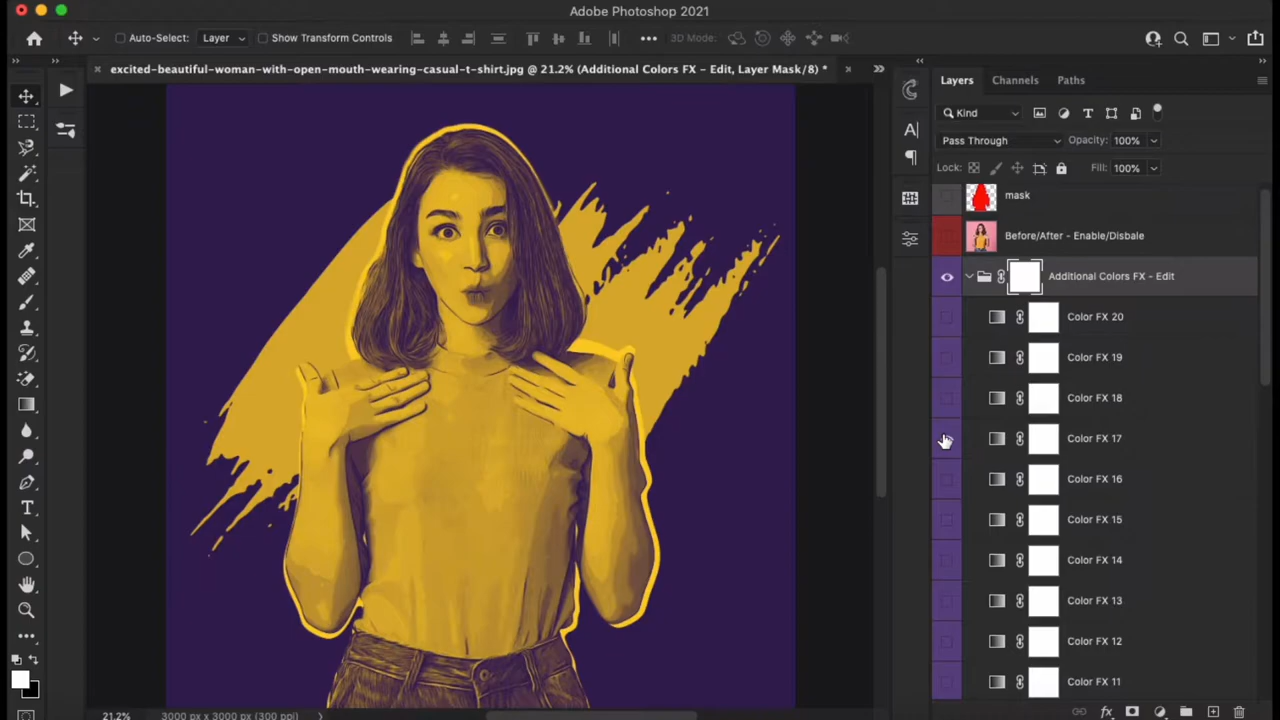 Adobe Photoshop 2021
Auto-Select: Layer Show Transform Controls 3D Mode:
excited-beautiful-woman-with-open-mouth-wearing-casual-t-shirt.jpg @ 21.2% (Additional Colors FX - Edit, Layer Mask/8) *
Layers Channels Paths
Kind
Pass Through Opacity: 100%
Lock: Fill: 100%
mask
Before/After - Enable/Disbale
Additional Colors FX - Edit
Color FX 20
Color FX 19
Color FX 18
Color FX 17
Color FX 16
Color FX 15
Color FX 14
Color FX 13
Color FX 12
Color FX 11
21.2% 3000 px x 3000 px (300 ppi)